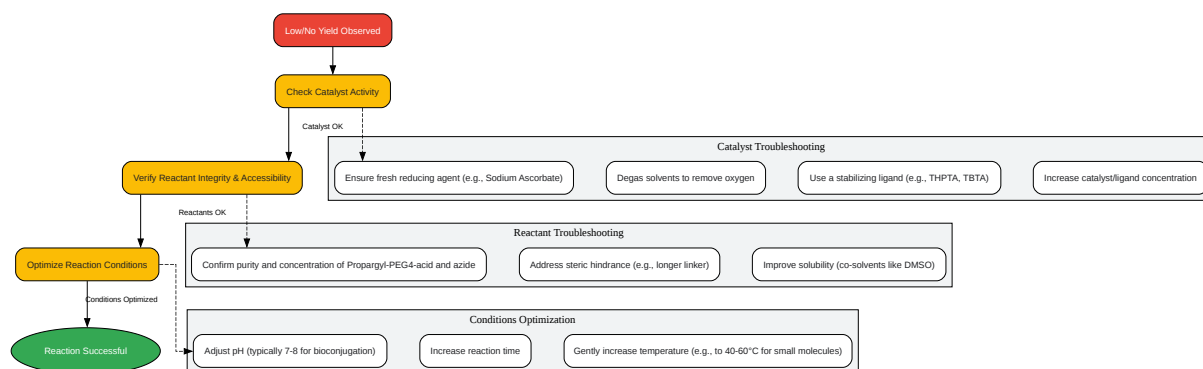 Low/No Yield Observed
Check Catalyst Activity
Catalyst OK
Catalyst Troubleshooting
Ensure fresh reducing agent (e.g., Sodium Ascorbate)
Degas solvents to remove oxygen
Use a stabilizing ligand (e.g., THPTA, TBTA)
Increase catalyst/ligand concentration
Verify Reactant Integrity & Accessibility
Reactants OK
Reactant Troubleshooting
Confirm purity and concentration of Propargyl-PEG4-acid and azide
Address steric hindrance (e.g., longer linker)
Improve solubility (co-solvents like DMSO)
Optimize Reaction Conditions
Conditions Optimized
Conditions Optimization
Reaction Successful
Adjust pH (typically 7-8 for bioconjugation)
Increase reaction time
Gently increase temperature (e.g., to 40-60°C for small molecules)